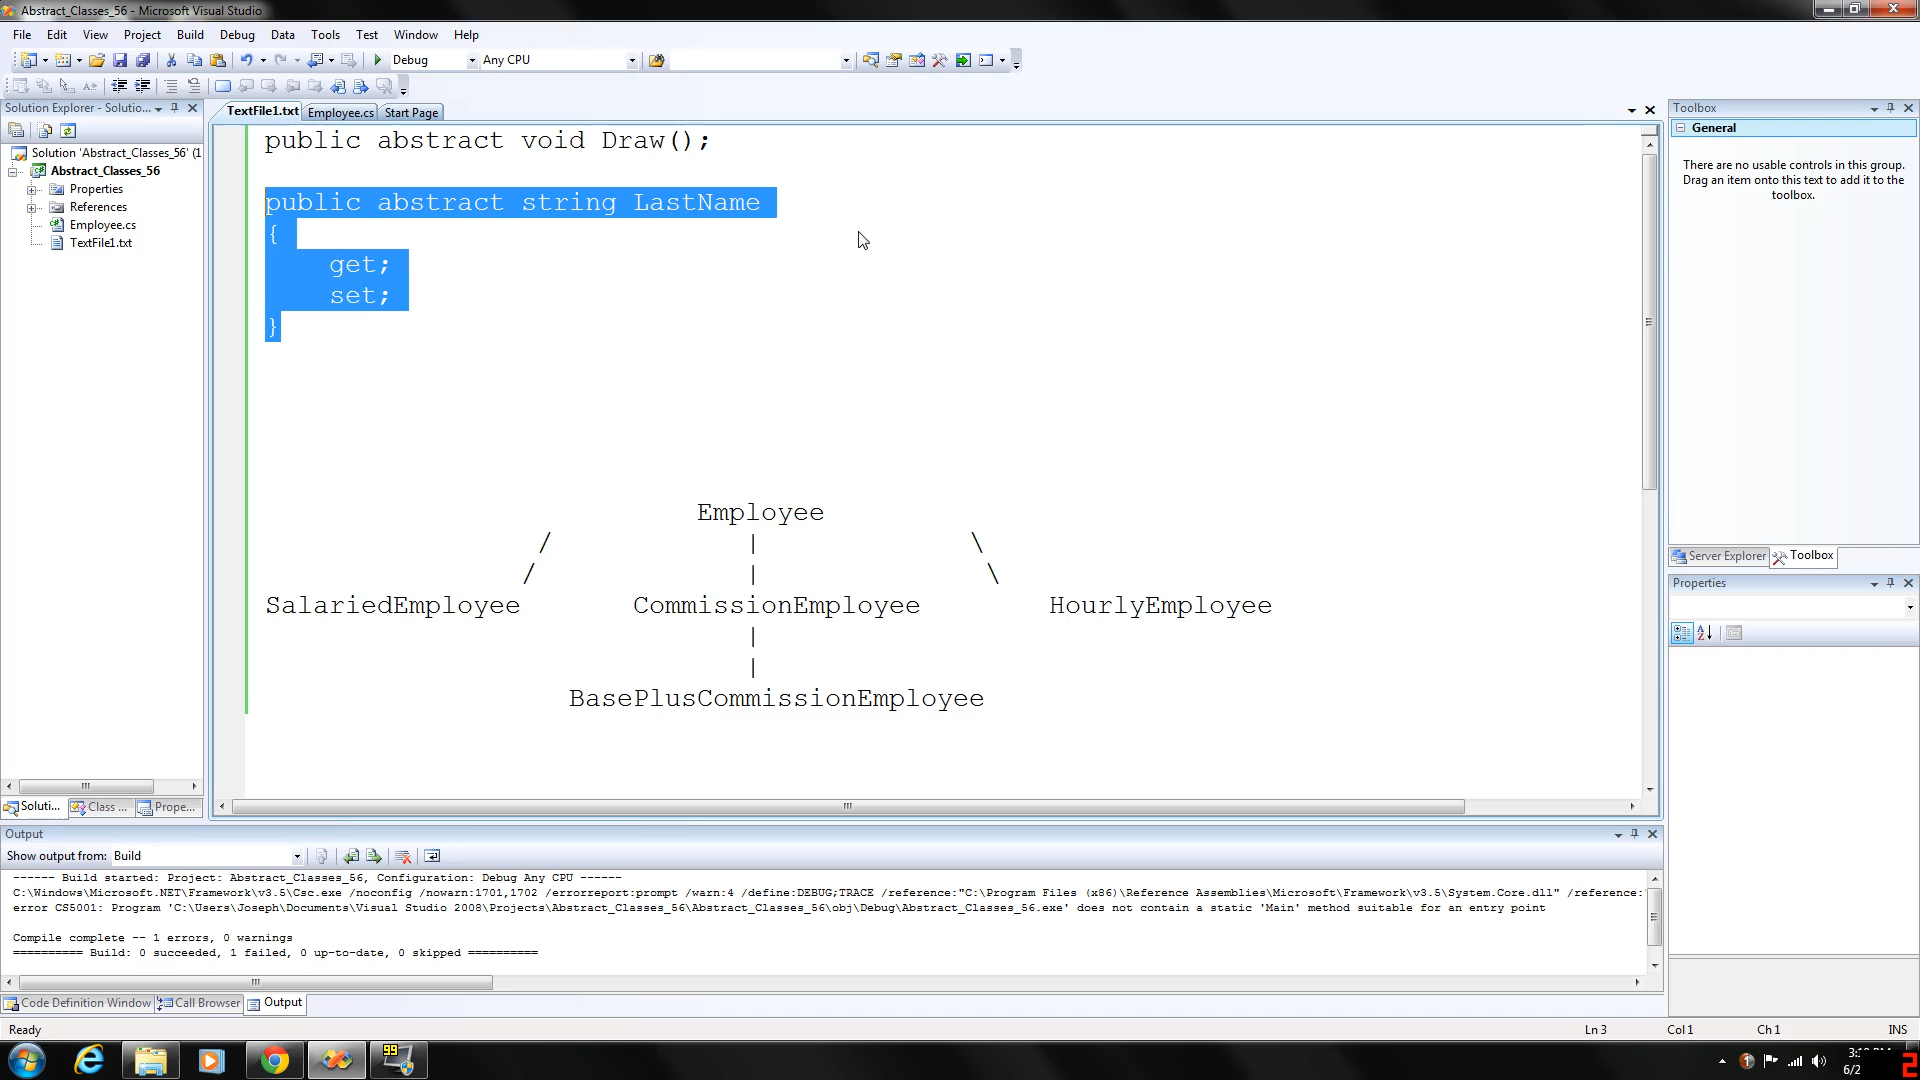 Abstract_Classes_56 - Microsoft Visual Studio
File Edit View Project Build Debug Data Tools Test Window Help
Debug Any CPU
Solution Explorer - Solutio...
TextFile1.txt Employee.cs Start Page
Toolbox
General
There are no usable controls in this group. Drag an item onto this text to add it to the toolbox.
Solution 'Abstract_Classes_56' (1
Abstract_Classes_56
Properties
References
Employee.cs
TextFile1.txt
public abstract void Draw();
public abstract string LastName
{
get;
set;
}
Employee
/ | \
/ | \
SalariedEmployee CommissionEmployee HourlyEmployee
|
|
BasePlusCommissionEmployee
Server Explorer Toolbox
Properties
Soluti... Class ... Prope...
Output
Show output from: Build
------ Build started: Project: Abstract_Classes_56, Configuration: Debug Any CPU ------
C:\Windows\Microsoft.NET\Framework\v3.5\Csc.exe /noconfig /nowarn:1701,1702 /errorreport:prompt /warn:4 /define:DEBUG;TRACE /reference:"C:\Program Files (x86)\Reference Assemblies\Microsoft\Framework\v3.5\System.Core.dll" /reference:
error CS5001: Program 'C:\Users\Joseph\Documents\Visual Studio 2008\Projects\Abstract_Classes_56\Abstract_Classes_56\obj\Debug\Abstract_Classes_56.exe' does not contain a static 'Main' method suitable for an entry point
Compile complete -- 1 errors, 0 warnings
========== Build: 0 succeeded, 1 failed, 0 up-to-date, 0 skipped ==========
Code Definition Window Call Browser Output
Ready Ln 3 Col 1 Ch 1 INS
99
6/2
2